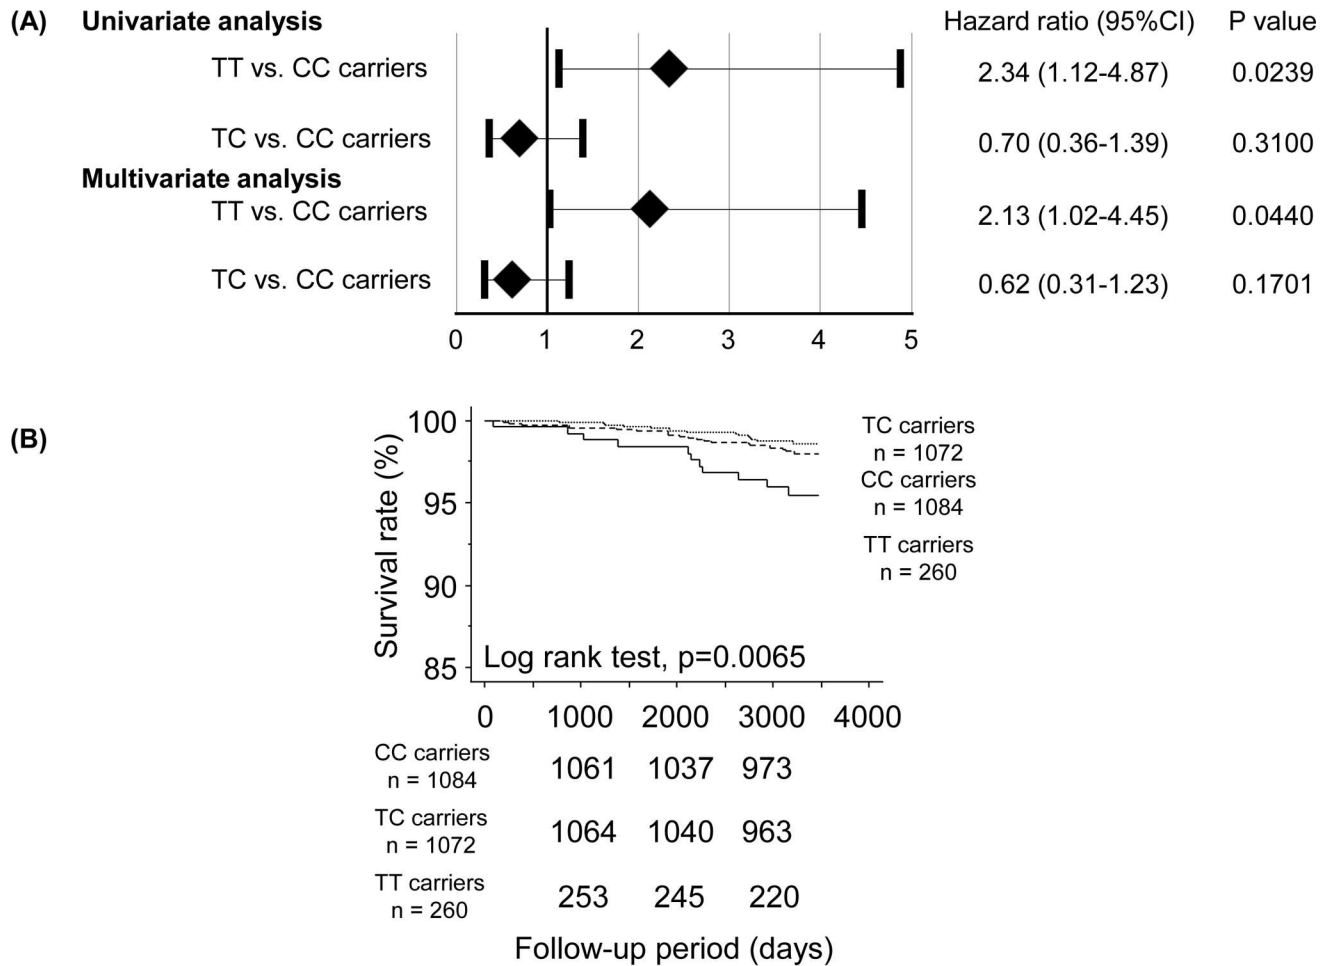 (A) Univariate analysis Hazard ratio (95%CI) P value
TT vs. CC carriers 2.34 (1.12-4.87) 0.0239
TC vs. CC carriers 0.70 (0.36-1.39) 0.3100
Multivariate analysis
TT vs. CC carriers 2.13 (1.02-4.45) 0.0440
TC vs. CC carriers 0.62 (0.31-1.23) 0.1701
0 1 2 3 4 5
(B)
Survival rate (%)
100
95
90
85
TC carriers
n = 1072
CC carriers
n = 1084
TT carriers
n = 260
Log rank test, p=0.0065
0 1000 2000 3000 4000
CC carriers
n = 1084
1061 1037 973
TC carriers
n = 1072
1064 1040 963
TT carriers
n = 260
253 245 220
Follow-up period (days)